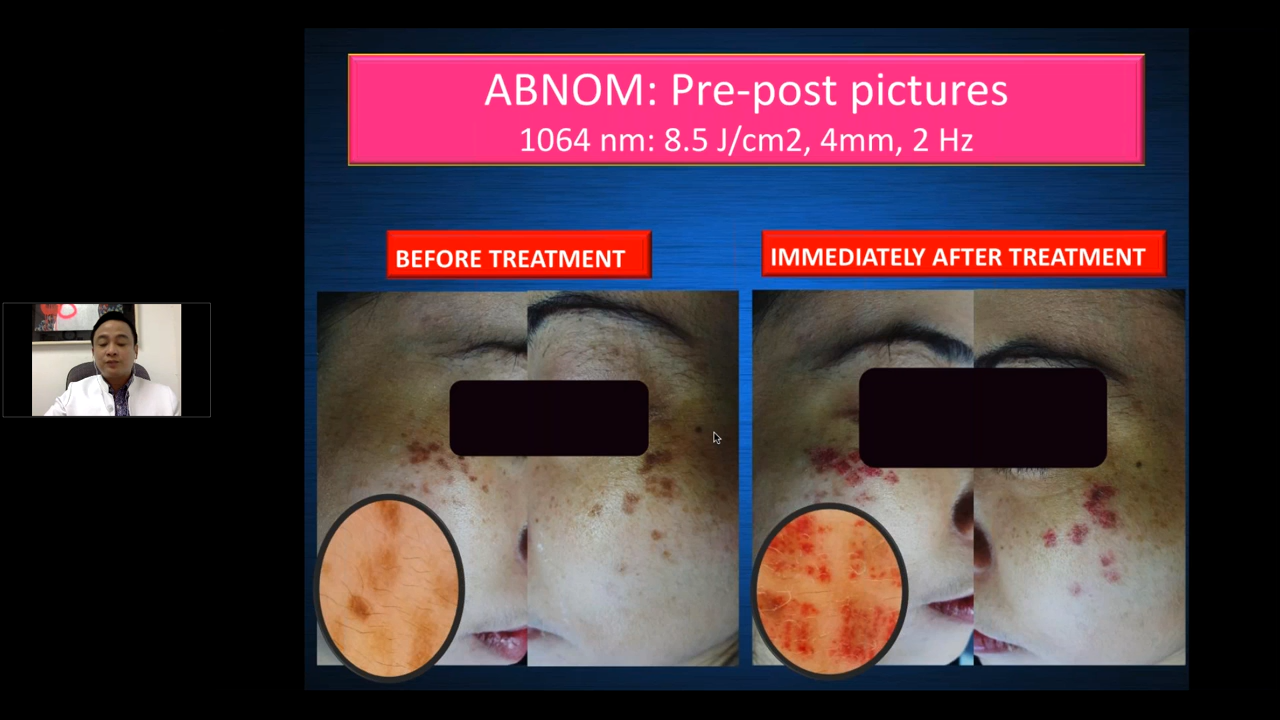 ABNOM: Pre-post pictures
1064 nm: 8.5 J/cm2, 4mm, 2 Hz
BEFORE TREATMENT
IMMEDIATELY AFTER TREATMENT